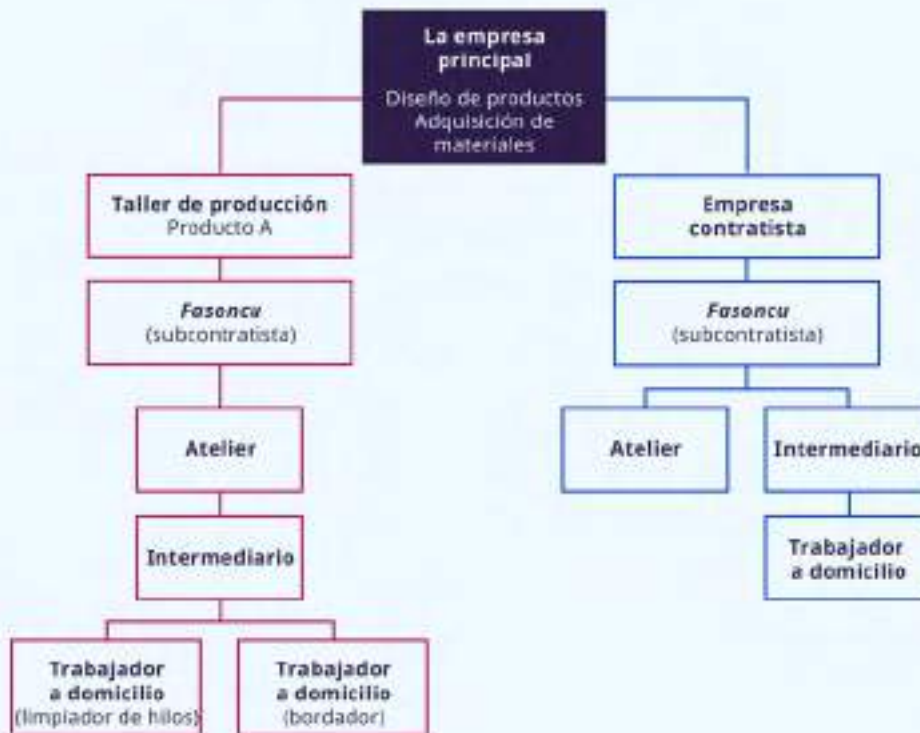 La empresa
principal
Diseño de productos
Adquisición de
materiales
Taller de producción
Producto A
Empresa
contratista
Fasoncu
(subcontratista)
Fasoncu
(subcontratista)
Atelier
Atelier
Intermediario
Intermediario
Trabajador
a domicilio
Trabajador
a domicilio
(limpiador de hilos)
Trabajador
a domicilio
(bordador)